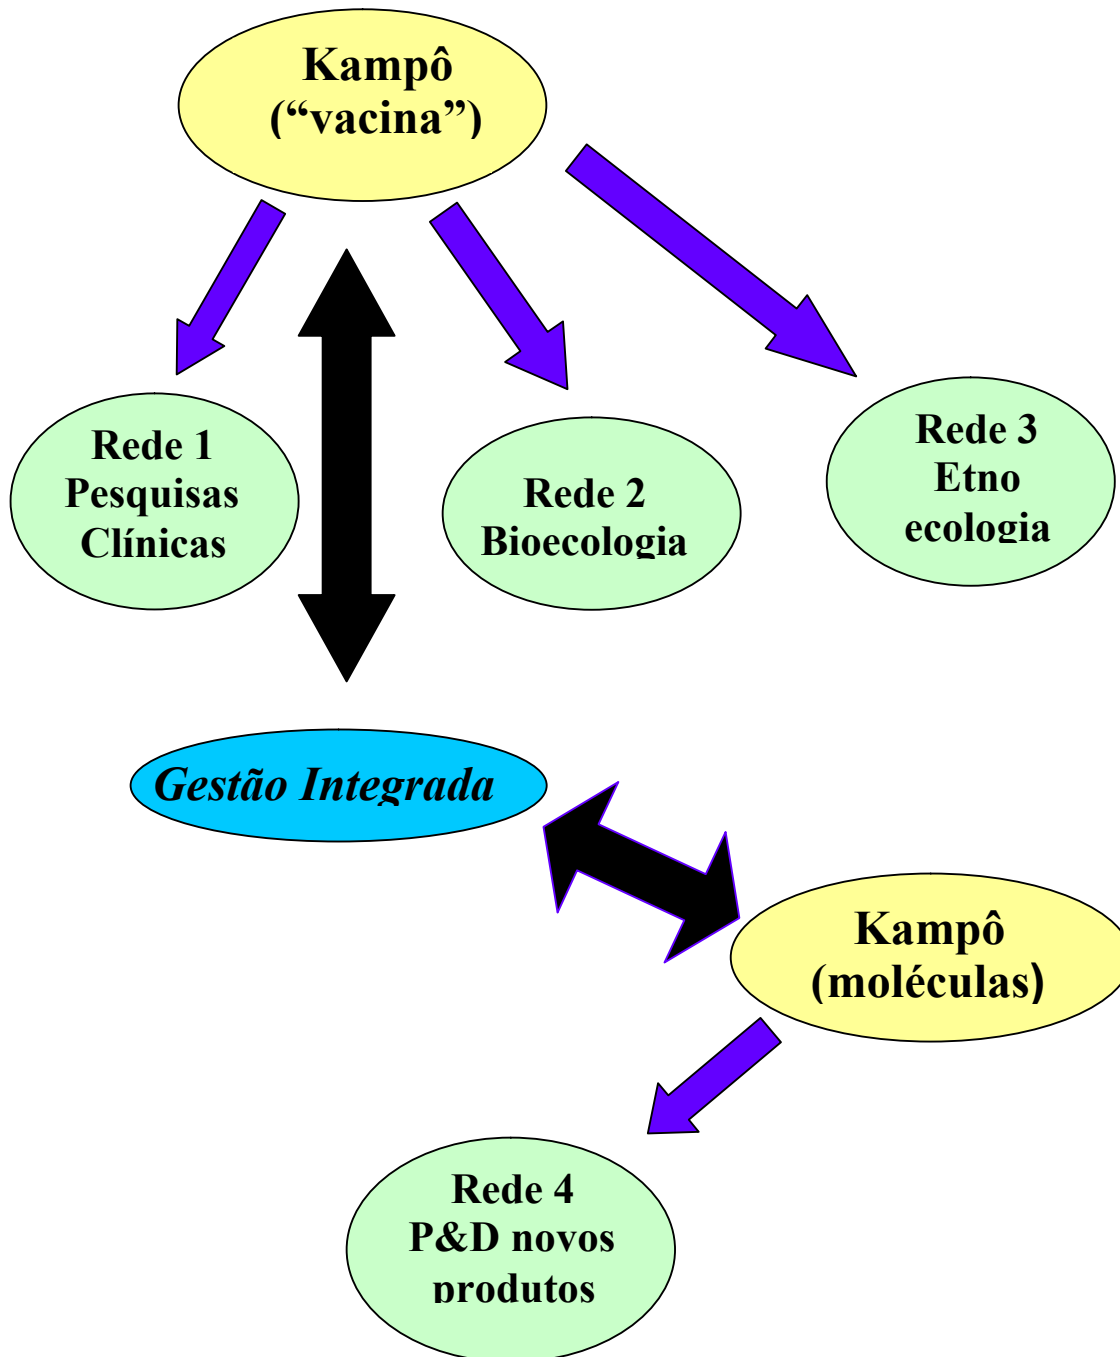 Kampô
(“vacina”)
Rede 1
Pesquisas
Clínicas
Rede 2
Bioecologia
Rede 3
Etno
ecologia
Gestão Integrada
Kampô
(moléculas)
Rede 4
P&D novos
produtos